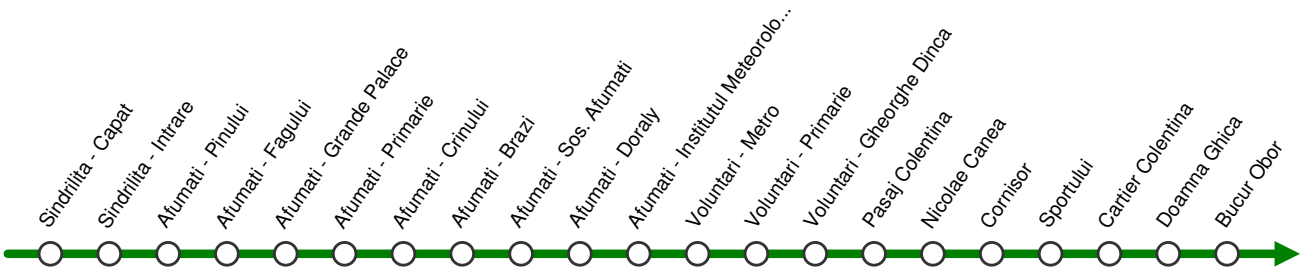 Sindrilita - Capat
Sindrilita - Intrare
Afumati - Pinului
Afumati - Fagului
Afumati - Grande Palace
Afumati - Primarie
Afumati - Crinului
Afumati - Brazi
Afumati - Sos. Afumati
Afumati - Doraly
Afumati - Institutul Meteorolo...
Voluntari - Metro
Voluntari - Primarie
Voluntari - Gheorghe Dinca
Pasaj Colentina
Nicolae Canea
Cornisor
Sportului
Cartier Colentina
Doamna Ghica
Bucur Obor